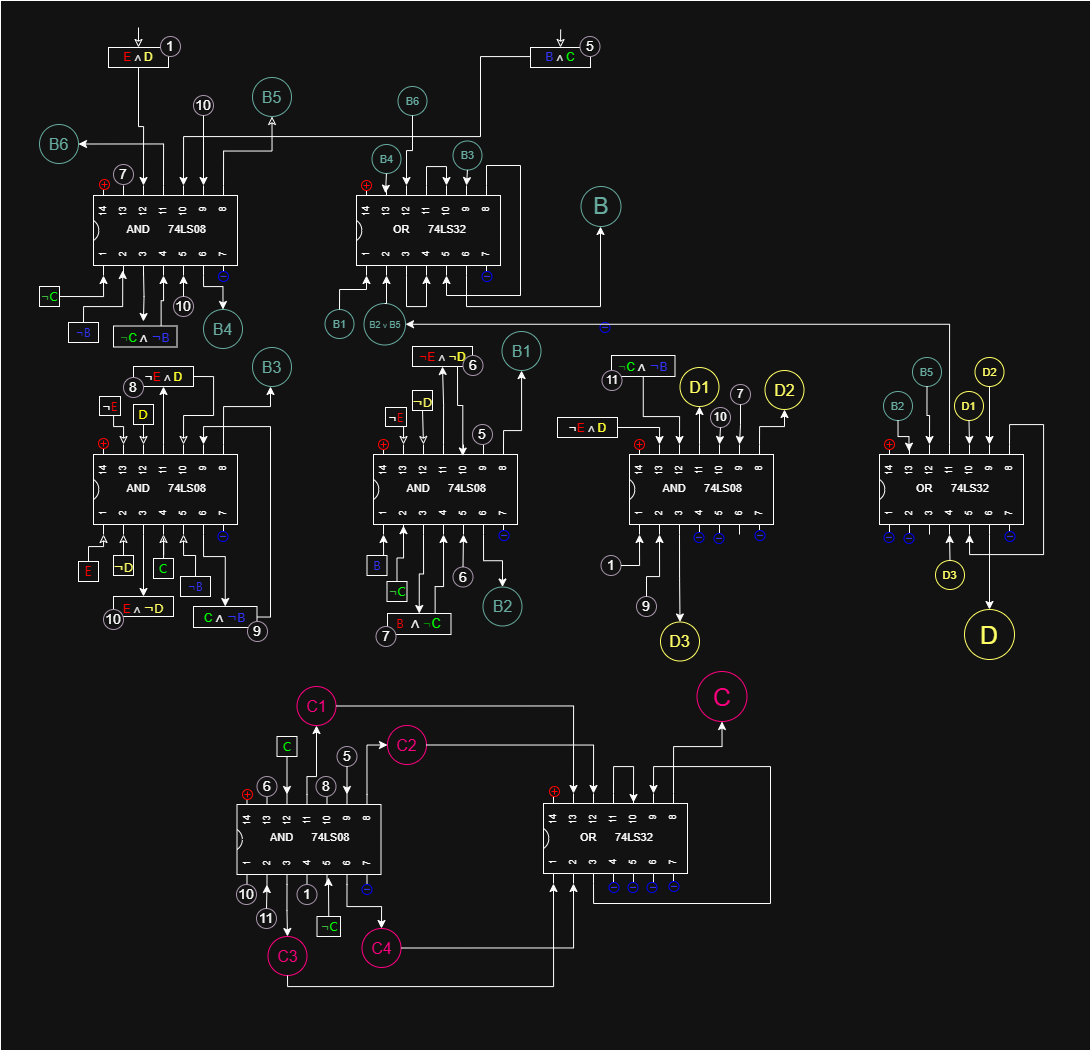 E ∧ D
1
B ∧ C
5
B6
7
10
B5
14 13 12 11 10 9 8
AND 74LS08
1 2 3 4 5 6 7
¬C
¬B
¬C ∧ ¬B
10
B4
B4
B6
B3
14 13 12 11 10 9 8
OR 74LS32
1 2 3 4 5 6 7
B1
B2 v B5
B
8
¬E ∧ D
¬E
D
B3
14 13 12 11 10 9 8
AND 74LS08
1 2 3 4 5 6 7
E
¬D
C
¬B
10
E ∧ ¬D
C ∧ ¬B
9
¬E ∧ ¬D
6
¬E
¬D
5
B1
14 13 12 11 10 9 8
AND 74LS08
1 2 3 4 5 6 7
B
¬C
6
B2
7
B ∧ ¬C
¬C ∧ ¬B
11
¬E ∧ D
D1
10
7
D2
14 13 12 11 10 9 8
AND 74LS08
1 2 3 4 5 6 7
1
9
D3
B2
B5
D1
D2
14 13 12 11 10 9 8
OR 74LS32
1 2 3 4 5 6 7
D3
D
C1
C
6
C
8
5
C2
14 13 12 11 10 9 8
AND 74LS08
1 2 3 4 5 6 7
10
11
1
¬C
C3
C4
C
14 13 12 11 10 9 8
OR 74LS32
1 2 3 4 5 6 7